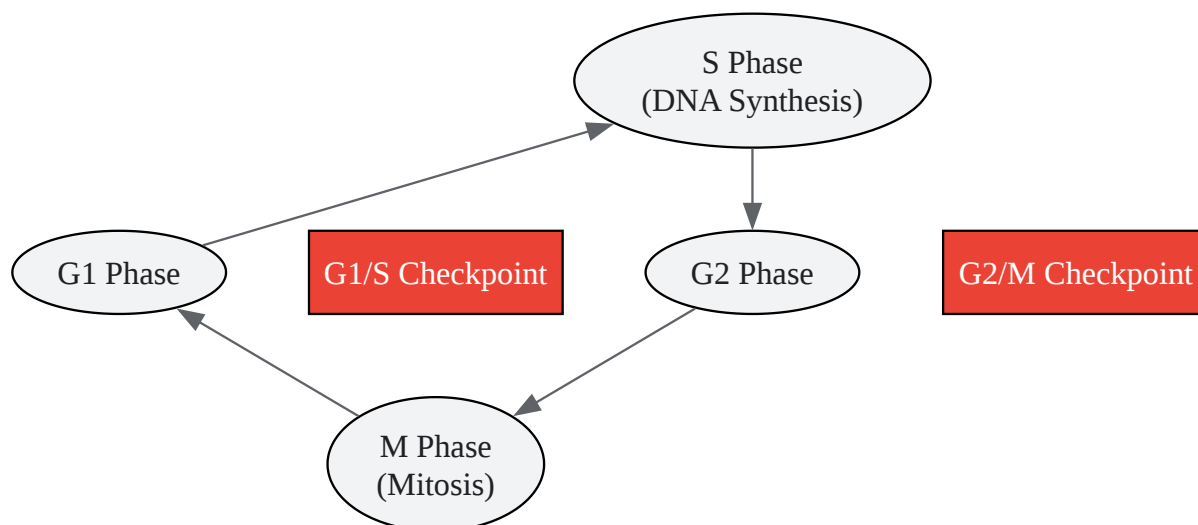 S Phase
(DNA Synthesis)
G1 Phase
G1/S Checkpoint
G2 Phase
G2/M Checkpoint
M Phase
(Mitosis)